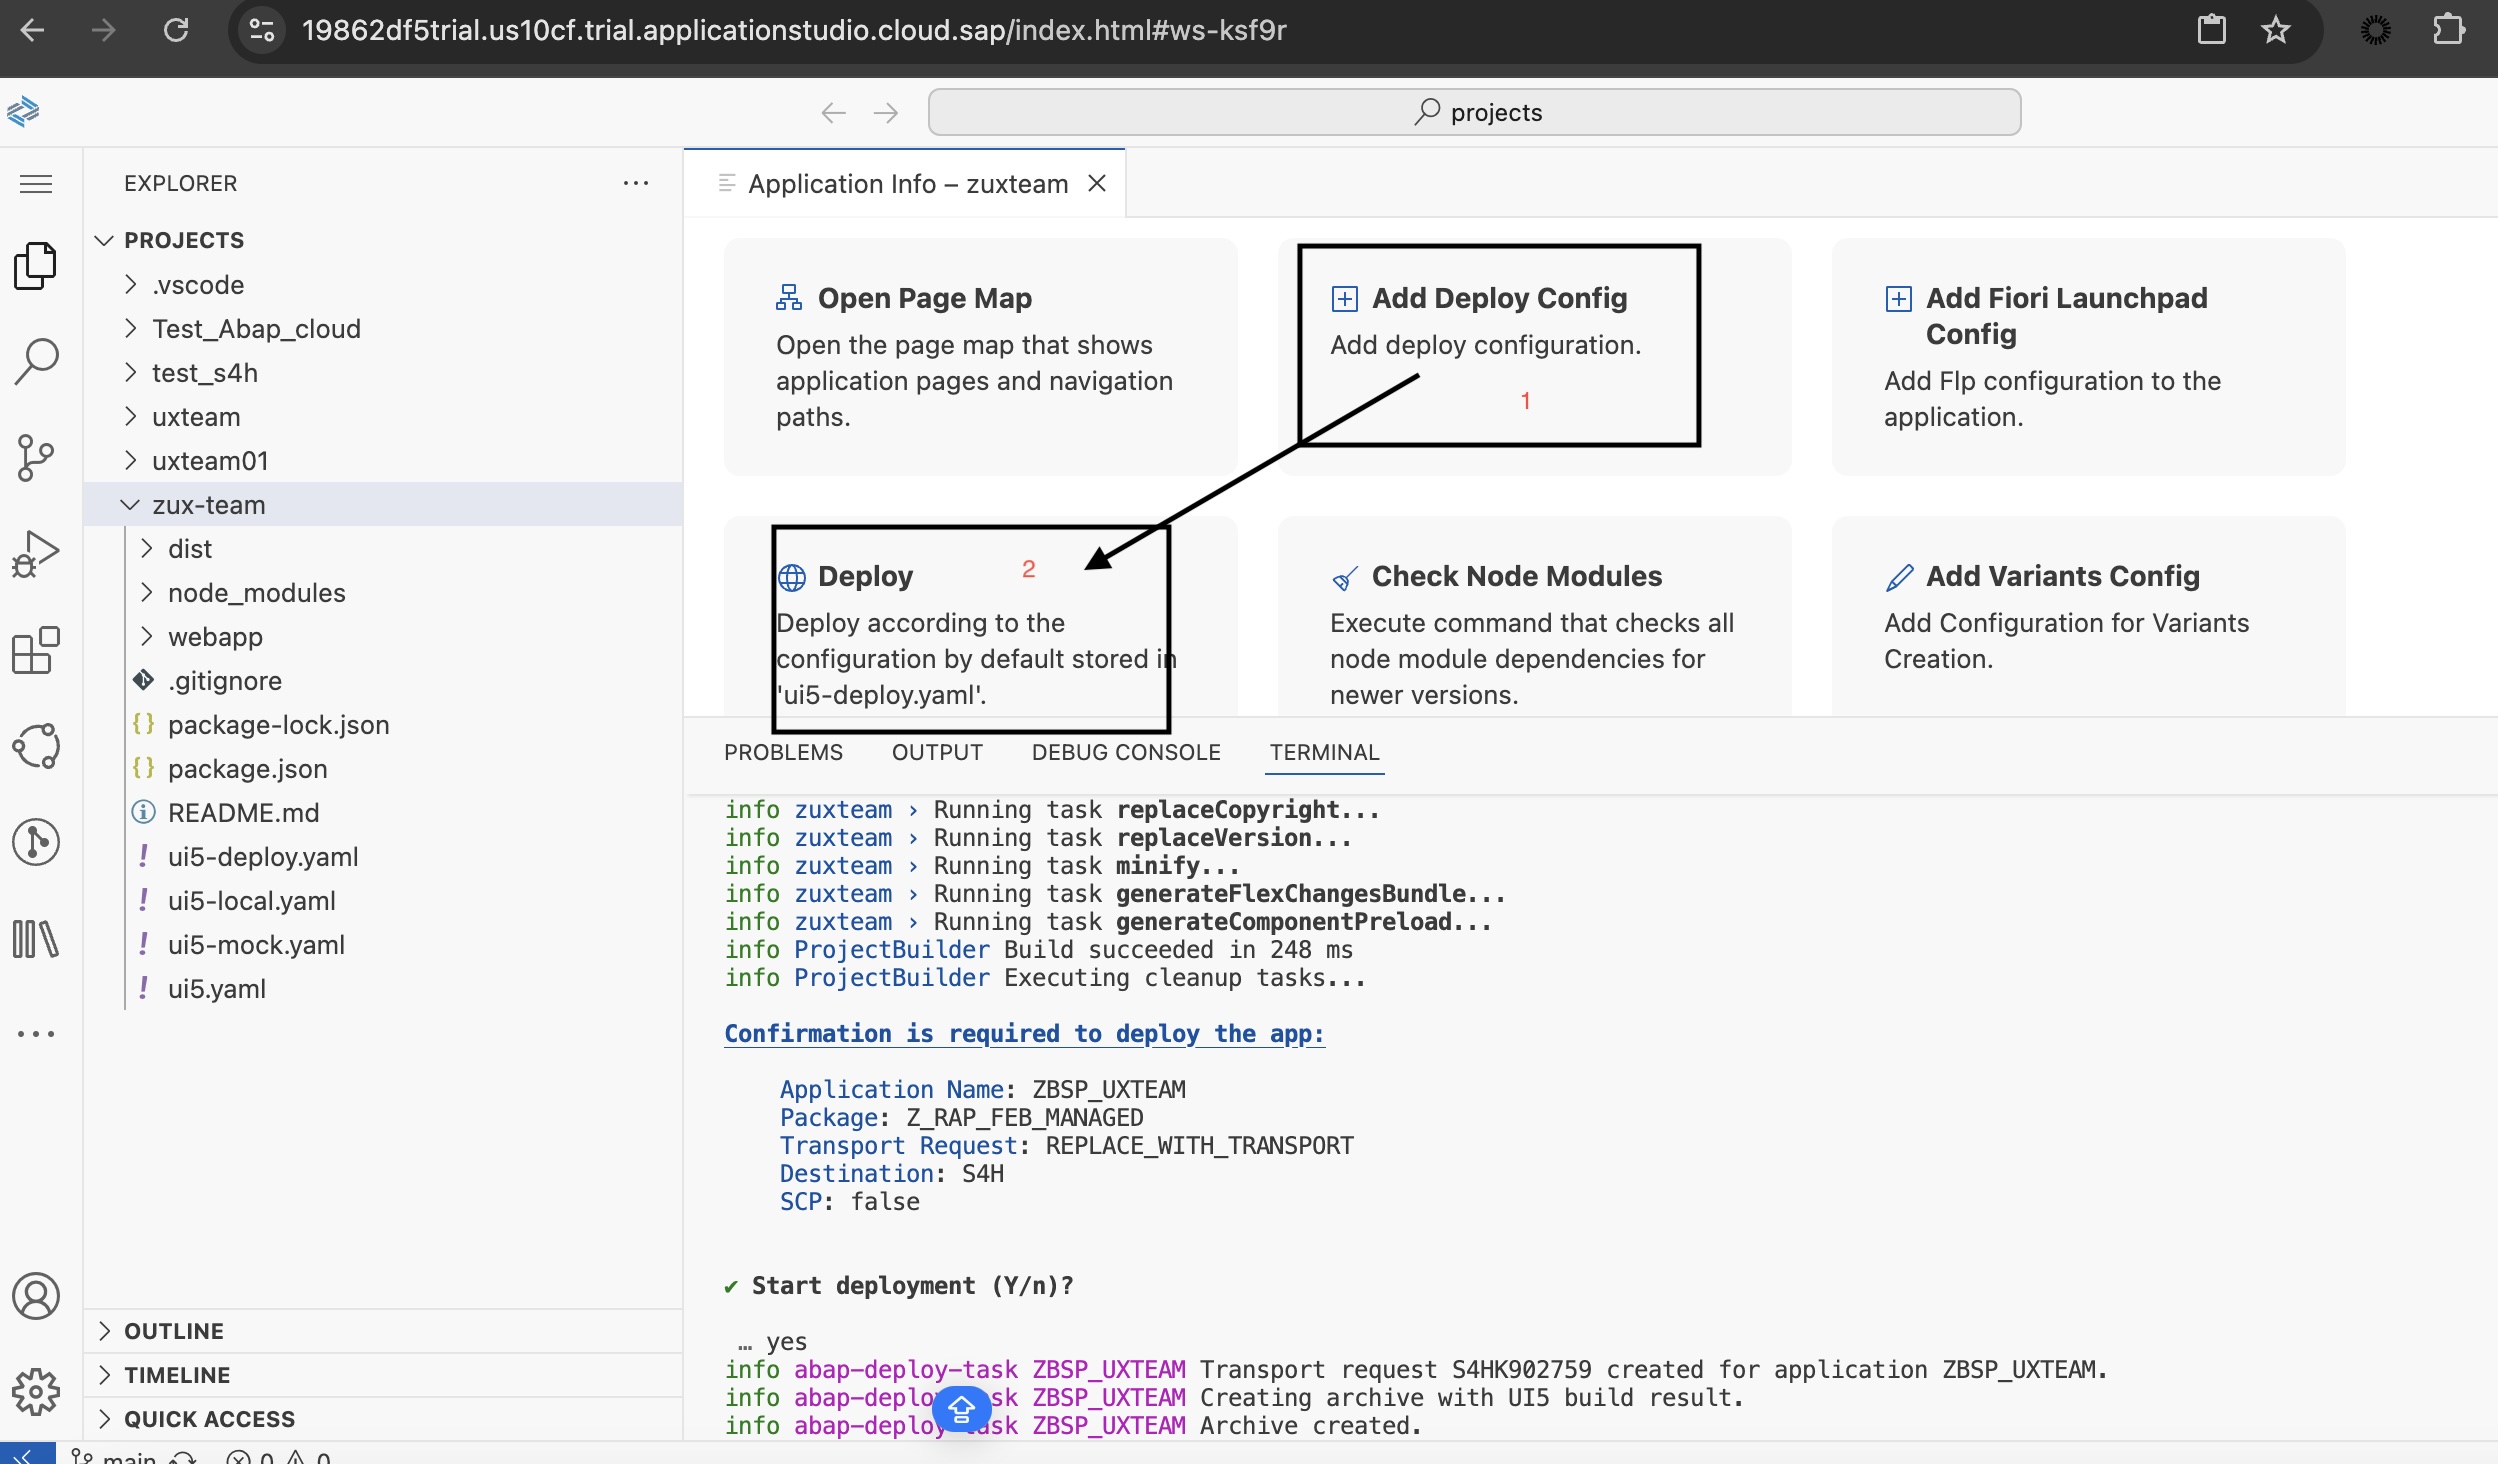 19862df5trial.us10cf.trial.applicationstudio.cloud.sap/index.html#ws-ksf9r
projects
EXPLORER
PROJECTS
.vscode
Test_Abap_cloud
test_s4h
uxteam
uxteam01
zux-team
dist
node_modules
webapp
.gitignore
package-lock.json
package.json
README.md
ui5-deploy.yaml
ui5-local.yaml
ui5-mock.yaml
ui5.yaml
OUTLINE
TIMELINE
QUICK ACCESS
Application Info – zuxteam
Open Page Map
Open the page map that shows
application pages and navigation
paths.
Add Deploy Config
Add deploy configuration.
1
Add Fiori Launchpad
Config
Add Flp configuration to the
application.
Deploy
2
Deploy according to the
configuration by default stored in
'ui5-deploy.yaml'.
Check Node Modules
Execute command that checks all
node module dependencies for
newer versions.
Add Variants Config
Add Configuration for Variants
Creation.
PROBLEMS OUTPUT DEBUG CONSOLE TERMINAL
info zuxteam › Running task replaceCopyright...
info zuxteam › Running task replaceVersion...
info zuxteam › Running task minify...
info zuxteam › Running task generateFlexChangesBundle...
info zuxteam › Running task generateComponentPreload...
info ProjectBuilder Build succeeded in 248 ms
info ProjectBuilder Executing cleanup tasks...
Confirmation is required to deploy the app:
Application Name: ZBSP_UXTEAM
Package: Z_RAP_FEB_MANAGED
Transport Request: REPLACE_WITH_TRANSPORT
Destination: S4H
SCP: false
✔ Start deployment (Y/n)?
… yes
info abap-deploy-task ZBSP_UXTEAM Transport request S4HK902759 created for application ZBSP_UXTEAM.
info abap-deploy-task ZBSP_UXTEAM Creating archive with UI5 build result.
info abap-deploy-task ZBSP_UXTEAM Archive created.
main 0 0